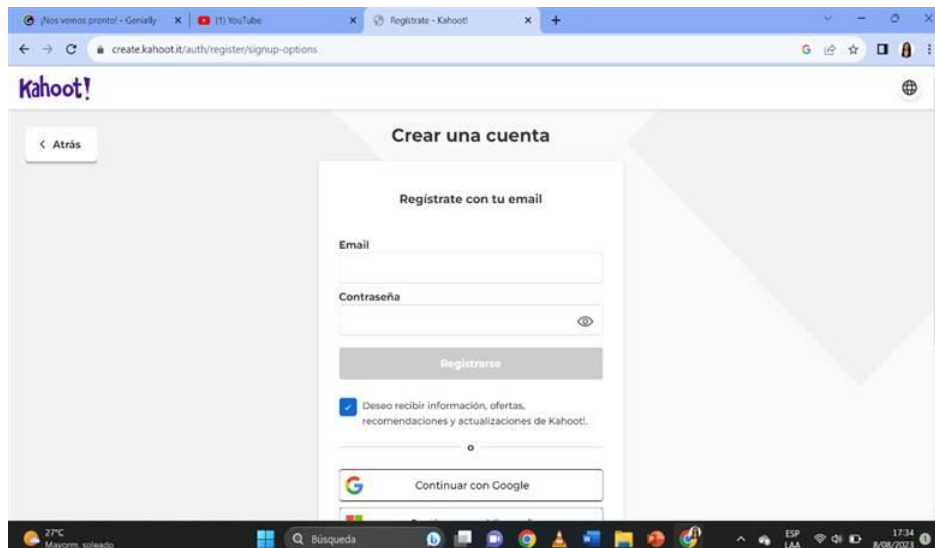 ¡Nos vemos pronto! - Genially
(1) YouTube
Regístrate - Kahoot!
create.kahoot.it/auth/register/signup-options
Kahoot!
Atrás
Crear una cuenta
Regístrate con tu email
Email
Contraseña
Registrarse
Deseo recibir información, ofertas,
recomendaciones y actualizaciones de Kahoot!.
o
Continuar con Google
27°C
Mayorm. soleado
Búsqueda
ESP
LAA
17:34
8/08/2023